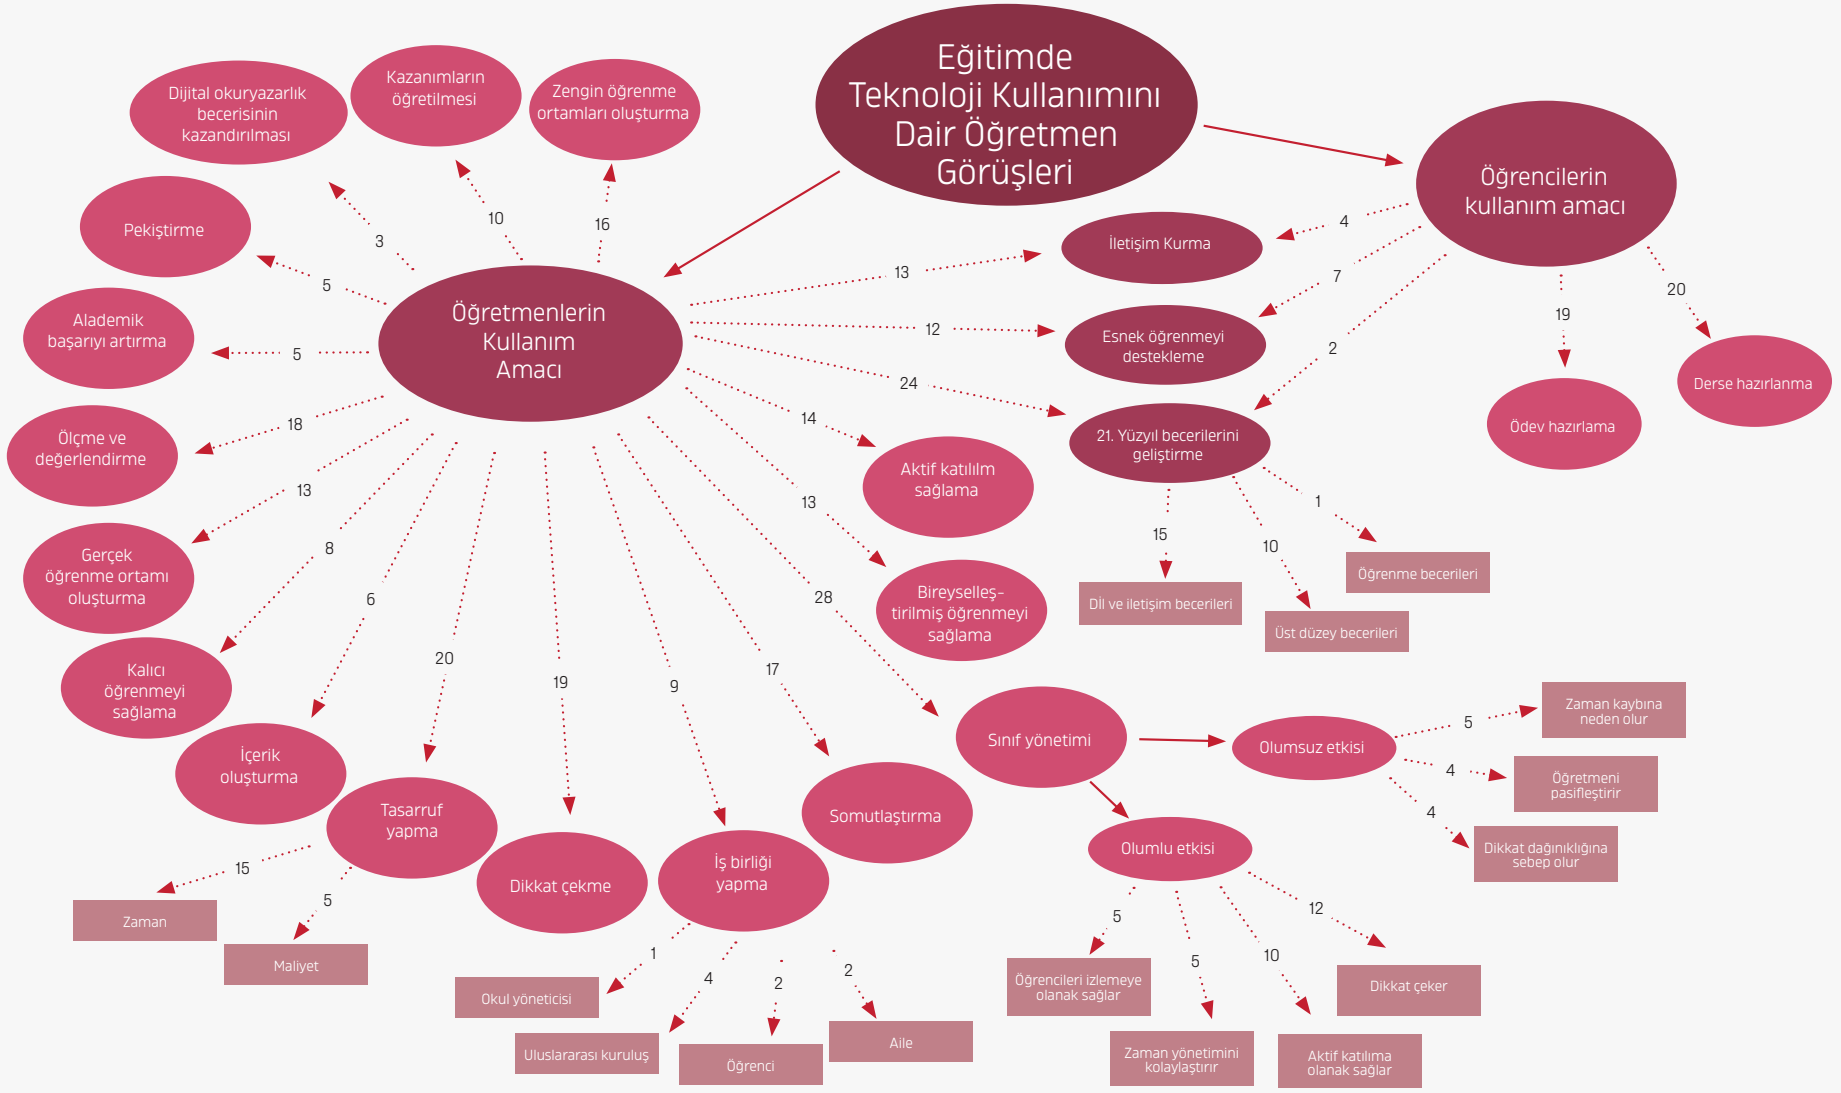 Eğitimde
Teknoloji Kullanımını
Dair Öğretmen
Görüşleri
Öğrencilerin
kullanım amacı
4
7
2
19
20
Ödev hazırlama
Derse hazırlanma
Öğretmenlerin
Kullanım
Amacı
Zengin öğrenme
ortamları oluşturma
16
Kazanımların
öğretilmesi
10
Dijital okuryazarlık
becerisinin
kazandırılması
3
Pekiştirme
5
Alademik
başarıyı artırma
5
Ölçme ve
değerlendirme
18
Gerçek
öğrenme ortamı
oluşturma
13
Kalıcı
öğrenmeyi
sağlama
8
İçerik
oluşturma
6
Tasarruf
yapma
20
15
Zaman
5
Maliyet
Dikkat çekme
19
İş birliği
yapma
9
1
Okul yöneticisi
4
Uluslararası kuruluş
2
Öğrenci
2
Aile
Somutlaştırma
17
28
Sınıf yönetimi
Olumsuz etkisi
5
Zaman kaybına
neden olur
4
Öğretmeni
pasifleştirir
4
Dikkat dağınıklığına
sebep olur
Olumlu etkisi
5
Öğrencileri izlemeye
olanak sağlar
5
Zaman yönetimini
kolaylaştırır
10
Aktif katılıma
olanak sağlar
12
Dikkat çeker
13
Bireyselleş-
tirilmiş öğrenmeyi
sağlama
14
Aktif katılılm
sağlama
24
21. Yüzyıl becerilerini
geliştirme
15
Dİl ve iletişim becerileri
10
Üst düzey becerileri
1
Öğrenme becerileri
12
Esnek öğrenmeyi
destekleme
13
İletişim Kurma